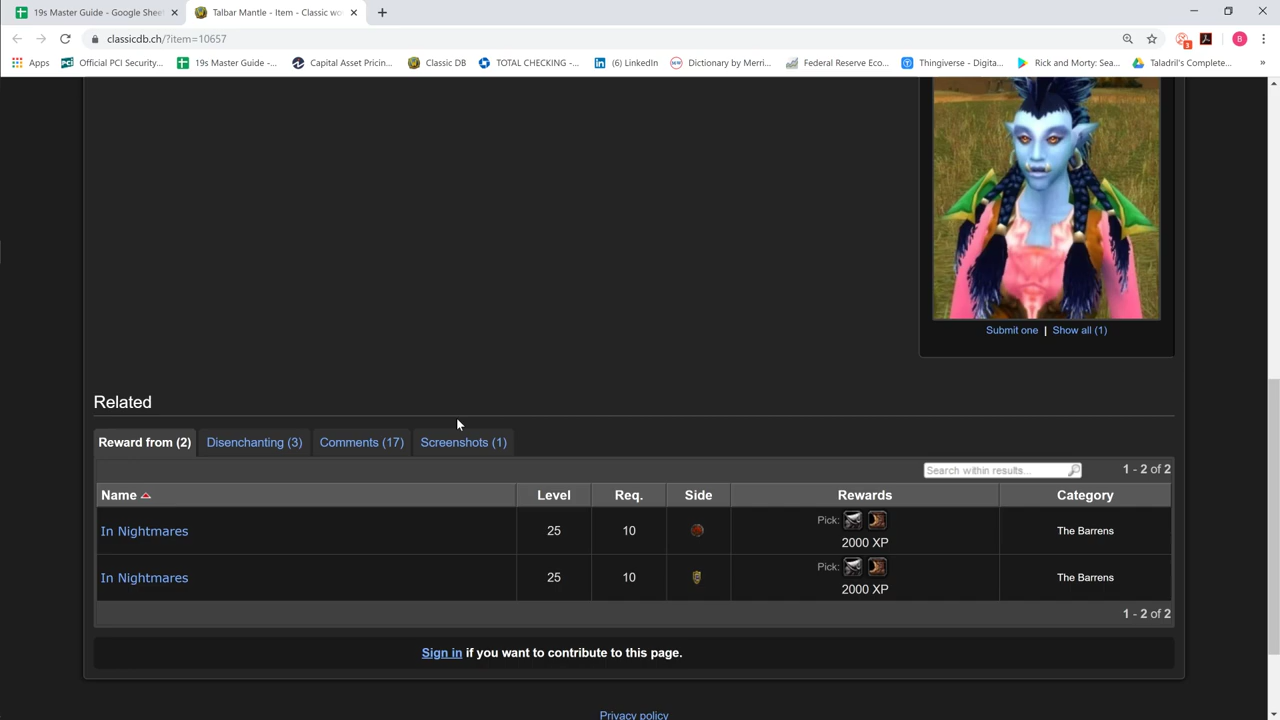 19s Master Guide - Google Shee
Talbar Mantle - Item - Classic wo
classicdb.ch/?item=10657
3
B
Apps
Official PCI Security...
19s Master Guide -...
Capital Asset Pricin...
Classic DB
TOTAL CHECKING -...
(6) LinkedIn
Dictionary by Merri...
Federal Reserve Eco...
Thingiverse - Digita...
Rick and Morty: Sea...
Taladril's Complete...
»
Submit one | Show all (1)
Related
Reward from (2) Disenchanting (3) Comments (17) Screenshots (1)
Search within results... 1 - 2 of 2
Name Level Req. Side Rewards Category
In Nightmares 25 10 Pick: The Barrens
2000 XP
In Nightmares 25 10 Pick: The Barrens
2000 XP
1 - 2 of 2
Sign in if you want to contribute to this page.
Privacy policy